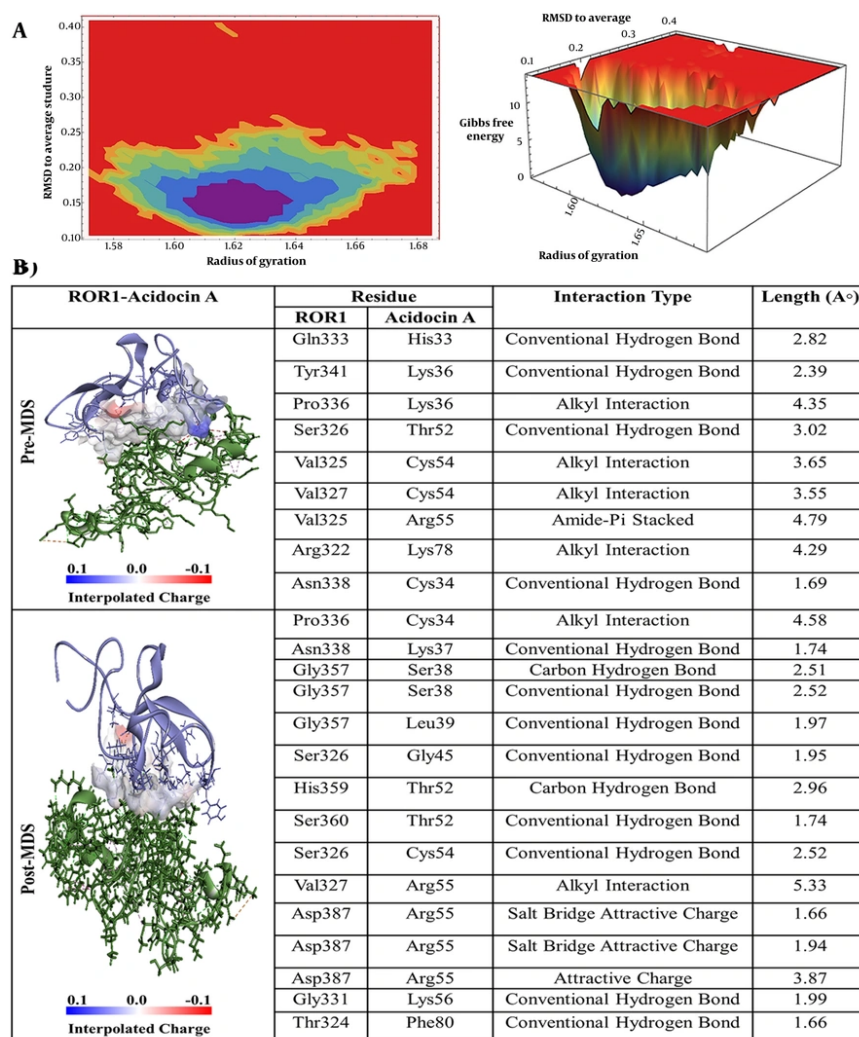 A
RMSD to average studure
0.40
0.35
0.30
0.25
0.20
0.15
0.10
1.58 1.60 1.62 1.64 1.66 1.68
Radius of gyration
RMSD to average
0.1 0.2 0.3 0.4
Gibbs free energy
10
5
0
1.60
1.65
Radius of gyration
B)
ROR1-Acidocin A Residue Interaction Type Length (A○)
ROR1 Acidocin A
Pre-MDS
0.1 0.0 -0.1
Interpolated Charge
Gln333 His33 Conventional Hydrogen Bond 2.82
Tyr341 Lys36 Conventional Hydrogen Bond 2.39
Pro336 Lys36 Alkyl Interaction 4.35
Ser326 Thr52 Conventional Hydrogen Bond 3.02
Val325 Cys54 Alkyl Interaction 3.65
Val327 Cys54 Alkyl Interaction 3.55
Val325 Arg55 Amide-Pi Stacked 4.79
Arg322 Lys78 Alkyl Interaction 4.29
Asn338 Cys34 Conventional Hydrogen Bond 1.69
Post-MDS
0.1 0.0 -0.1
Interpolated Charge
Pro336 Cys34 Alkyl Interaction 4.58
Asn338 Lys37 Conventional Hydrogen Bond 1.74
Gly357 Ser38 Carbon Hydrogen Bond 2.51
Gly357 Ser38 Conventional Hydrogen Bond 2.52
Gly357 Leu39 Conventional Hydrogen Bond 1.97
Ser326 Gly45 Conventional Hydrogen Bond 1.95
His359 Thr52 Carbon Hydrogen Bond 2.96
Ser360 Thr52 Conventional Hydrogen Bond 1.74
Ser326 Cys54 Conventional Hydrogen Bond 2.52
Val327 Arg55 Alkyl Interaction 5.33
Asp387 Arg55 Salt Bridge Attractive Charge 1.66
Asp387 Arg55 Salt Bridge Attractive Charge 1.94
Asp387 Arg55 Attractive Charge 3.87
Gly331 Lys56 Conventional Hydrogen Bond 1.99
Thr324 Phe80 Conventional Hydrogen Bond 1.66